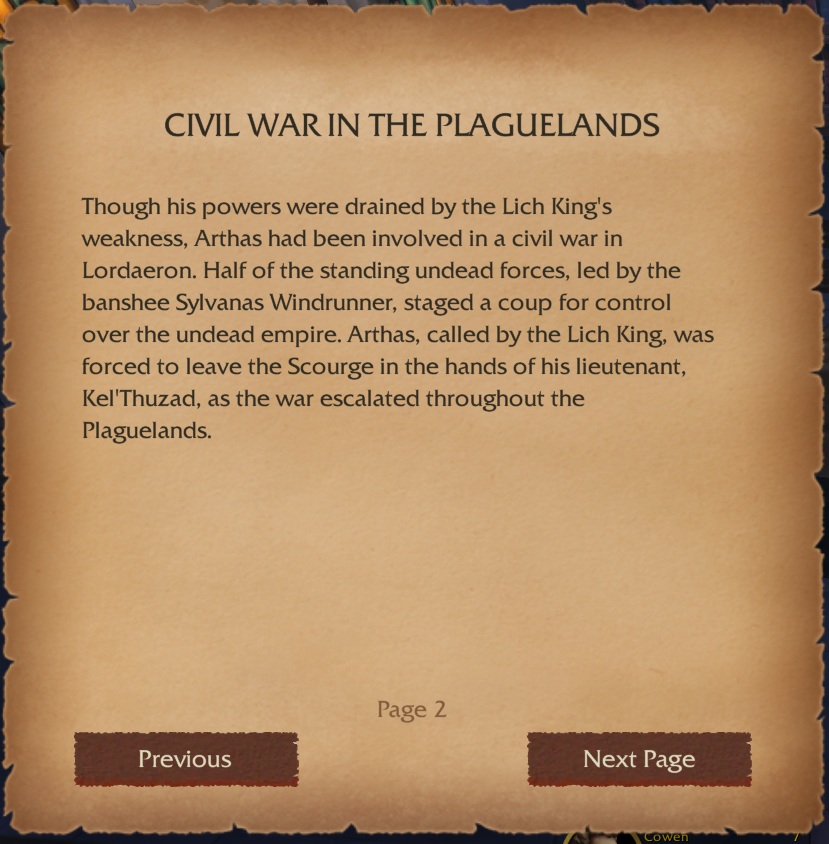 CIVIL WAR IN THE PLAGUELANDS
Though his powers were drained by the Lich King's
weakness, Arthas had been involved in a civil war in
Lordaeron. Half of the standing undead forces, led by the
banshee Sylvanas Windrunner, staged a coup for control
over the undead empire. Arthas, called by the Lich King, was
forced to leave the Scourge in the hands of his lieutenant,
Kel'Thuzad, as the war escalated throughout the
Plaguelands.
Page 2
Previous
Next Page
Cowen
7